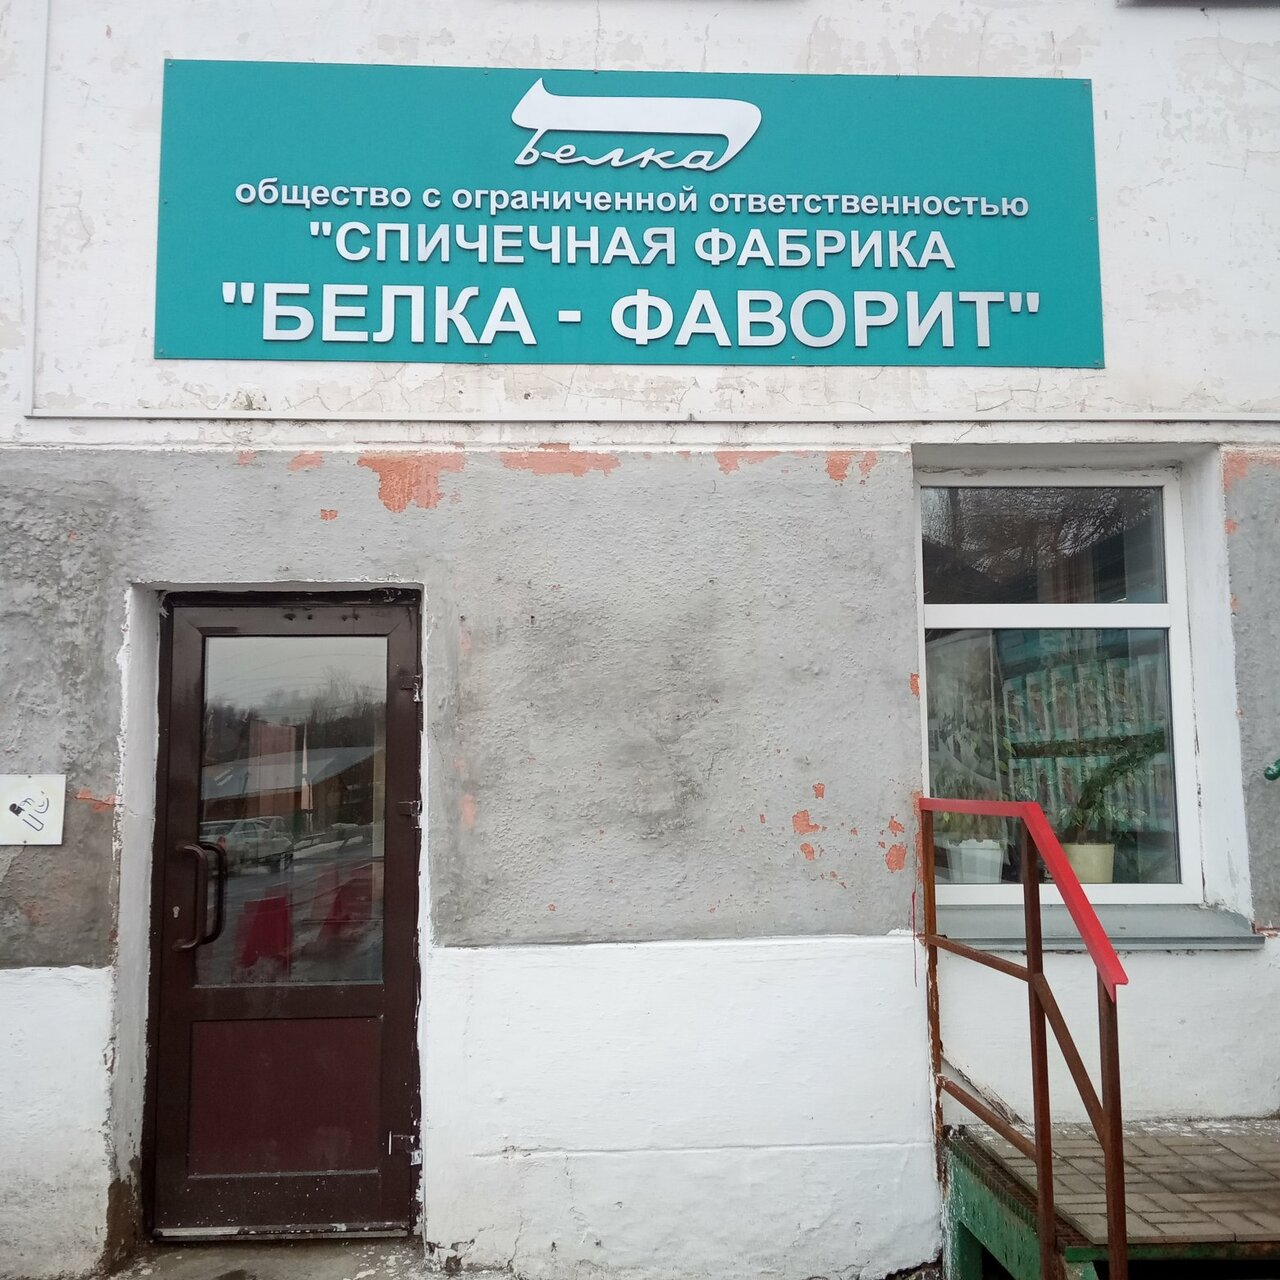 белка
общество с ограниченной ответственностью
"СПИЧЕЧНАЯ ФАБРИКА
"БЕЛКА - ФАВОРИТ"